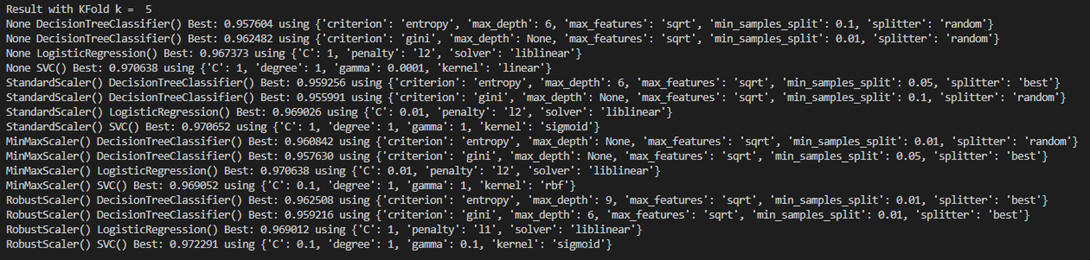 Result with KFold k =  5
None DecisionTreeClassifier() Best: 0.957604 using {'criterion': 'entropy', 'max_depth': 6, 'max_features': 'sqrt', 'min_samples_split': 0.1, 'splitter': 'random'}
None DecisionTreeClassifier() Best: 0.962482 using {'criterion': 'gini', 'max_depth': None, 'max_features': 'sqrt', 'min_samples_split': 0.01, 'splitter': 'random'}
None LogisticRegression() Best: 0.967373 using {'C': 1, 'penalty': 'l2', 'solver': 'liblinear'}
None SVC() Best: 0.970638 using {'C': 1, 'degree': 1, 'gamma': 0.0001, 'kernel': 'linear'}
StandardScaler() DecisionTreeClassifier() Best: 0.959256 using {'criterion': 'entropy', 'max_depth': 6, 'max_features': 'sqrt', 'min_samples_split': 0.05, 'splitter': 'best'}
StandardScaler() DecisionTreeClassifier() Best: 0.955991 using {'criterion': 'gini', 'max_depth': None, 'max_features': 'sqrt', 'min_samples_split': 0.1, 'splitter': 'random'}
StandardScaler() LogisticRegression() Best: 0.969026 using {'C': 0.01, 'penalty': 'l2', 'solver': 'liblinear'}
StandardScaler() SVC() Best: 0.970652 using {'C': 1, 'degree': 1, 'gamma': 1, 'kernel': 'sigmoid'}
MinMaxScaler() DecisionTreeClassifier() Best: 0.960842 using {'criterion': 'entropy', 'max_depth': None, 'max_features': 'sqrt', 'min_samples_split': 0.01, 'splitter': 'random'}
MinMaxScaler() DecisionTreeClassifier() Best: 0.957630 using {'criterion': 'gini', 'max_depth': None, 'max_features': 'sqrt', 'min_samples_split': 0.05, 'splitter': 'best'}
MinMaxScaler() LogisticRegression() Best: 0.970638 using {'C': 0.01, 'penalty': 'l2', 'solver': 'liblinear'}
MinMaxScaler() SVC() Best: 0.969052 using {'C': 0.1, 'degree': 1, 'gamma': 1, 'kernel': 'rbf'}
RobustScaler() DecisionTreeClassifier() Best: 0.962508 using {'criterion': 'entropy', 'max_depth': 9, 'max_features': 'sqrt', 'min_samples_split': 0.01, 'splitter': 'best'}
RobustScaler() DecisionTreeClassifier() Best: 0.959216 using {'criterion': 'gini', 'max_depth': 6, 'max_features': 'sqrt', 'min_samples_split': 0.01, 'splitter': 'best'}
RobustScaler() LogisticRegression() Best: 0.969012 using {'C': 1, 'penalty': 'l1', 'solver': 'liblinear'}
RobustScaler() SVC() Best: 0.972291 using {'C': 0.1, 'degree': 1, 'gamma': 0.1, 'kernel': 'sigmoid'}